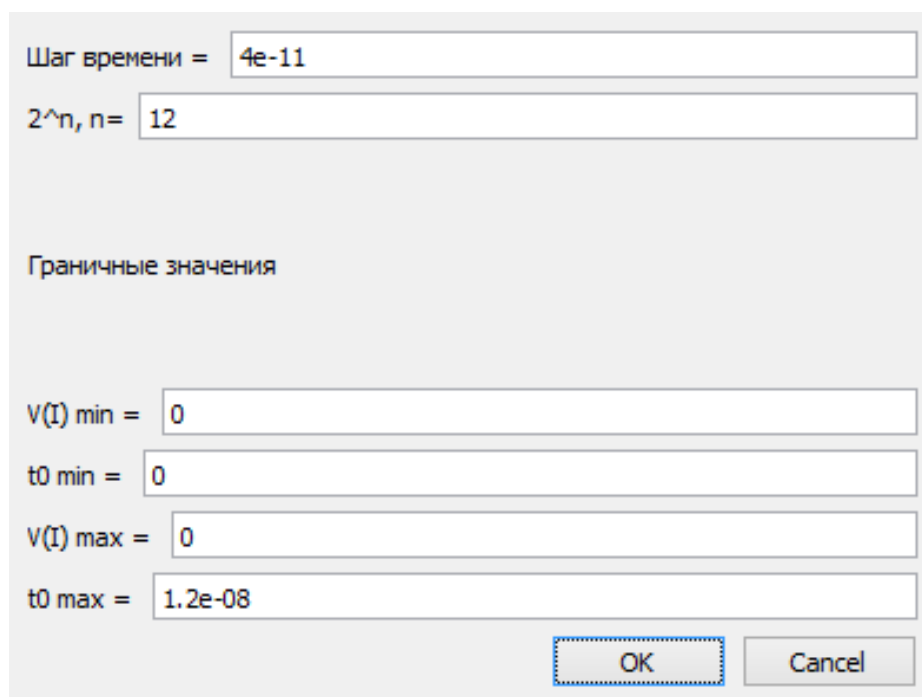 Шаг времени = 4e-11
2^n, n= 12
Граничные значения
V(I) min = 0
t0 min = 0
V(I) max = 0
t0 max = 1.2e-08
OK Cancel